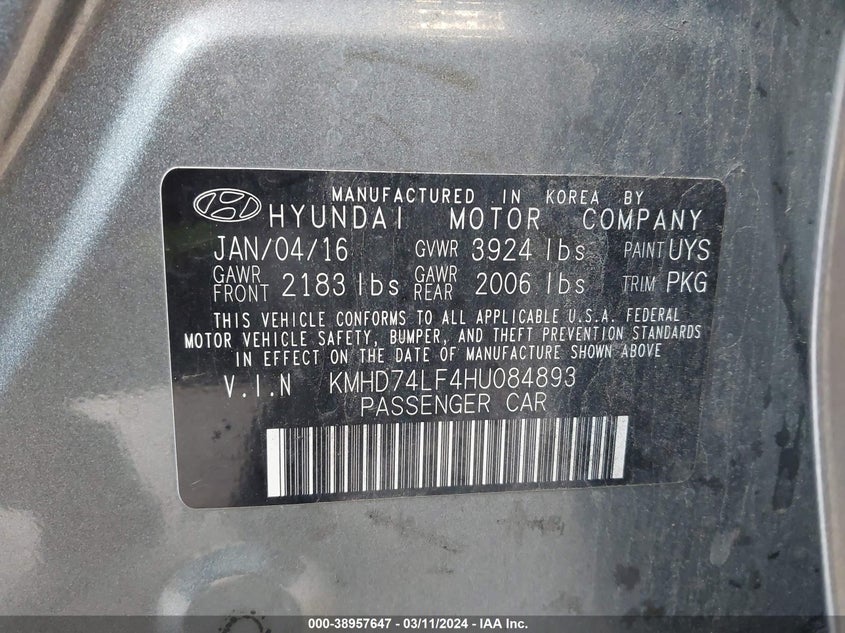 MANUFACTURED IN KOREA BY
HYUNDAI MOTOR COMPANY
JAN/04/16 GVWR 3924 lbs PAINT UYS
GAWR FRONT 2183 lbs GAWR REAR 2006 lbs TRIM PKG
THIS VEHICLE CONFORMS TO ALL APPLICABLE U.S.A. FEDERAL
MOTOR VEHICLE SAFETY, BUMPER, AND THEFT PREVENTION STANDARDS
IN EFFECT ON THE DATE OF MANUFACTURE SHOWN ABOVE
V.I.N KMHD74LF4HU084893
PASSENGER CAR
000-38957647 - 03/11/2024 - IAA Inc.